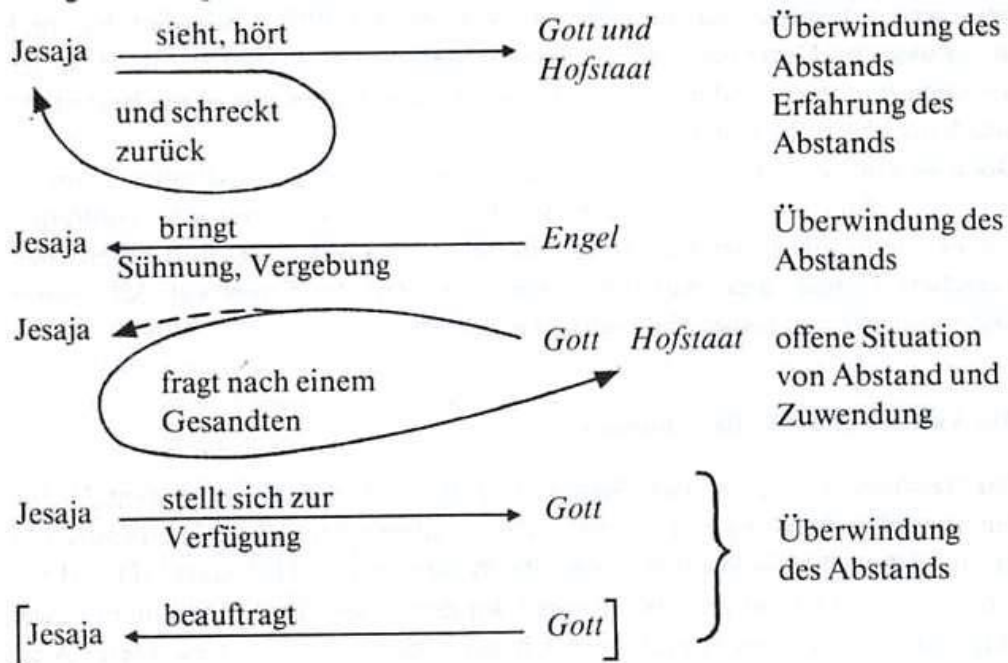 sieht, hört Gott und Überwindung des
Jesaja Hofstaat Abstands
und schreckt Erfahrung des
zurück Abstands
Jesaja bringt Engel Überwindung des
Sühnung, Vergebung Abstands
Jesaja Gott Hofstaat offene Situation
fragt nach einem von Abstand und
Gesandten Zuwendung
Jesaja stellt sich zur Gott
Verfügung Überwindung
des Abstands
[Jesaja beauftragt Gott]